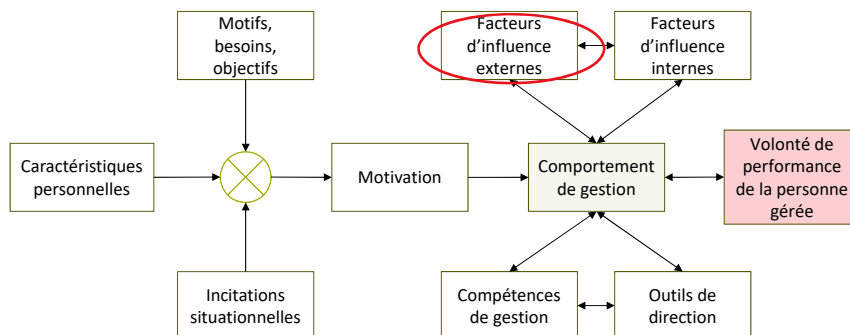 Motifs,
besoins,
objectifs
Facteurs
d’influence
externes
Facteurs
d’influence
internes
Caractéristiques
personnelles
Motivation
Comportement
de gestion
Volonté de
performance
de la personne
gérée
Incitations
situationnelles
Compétences
de gestion
Outils de
direction